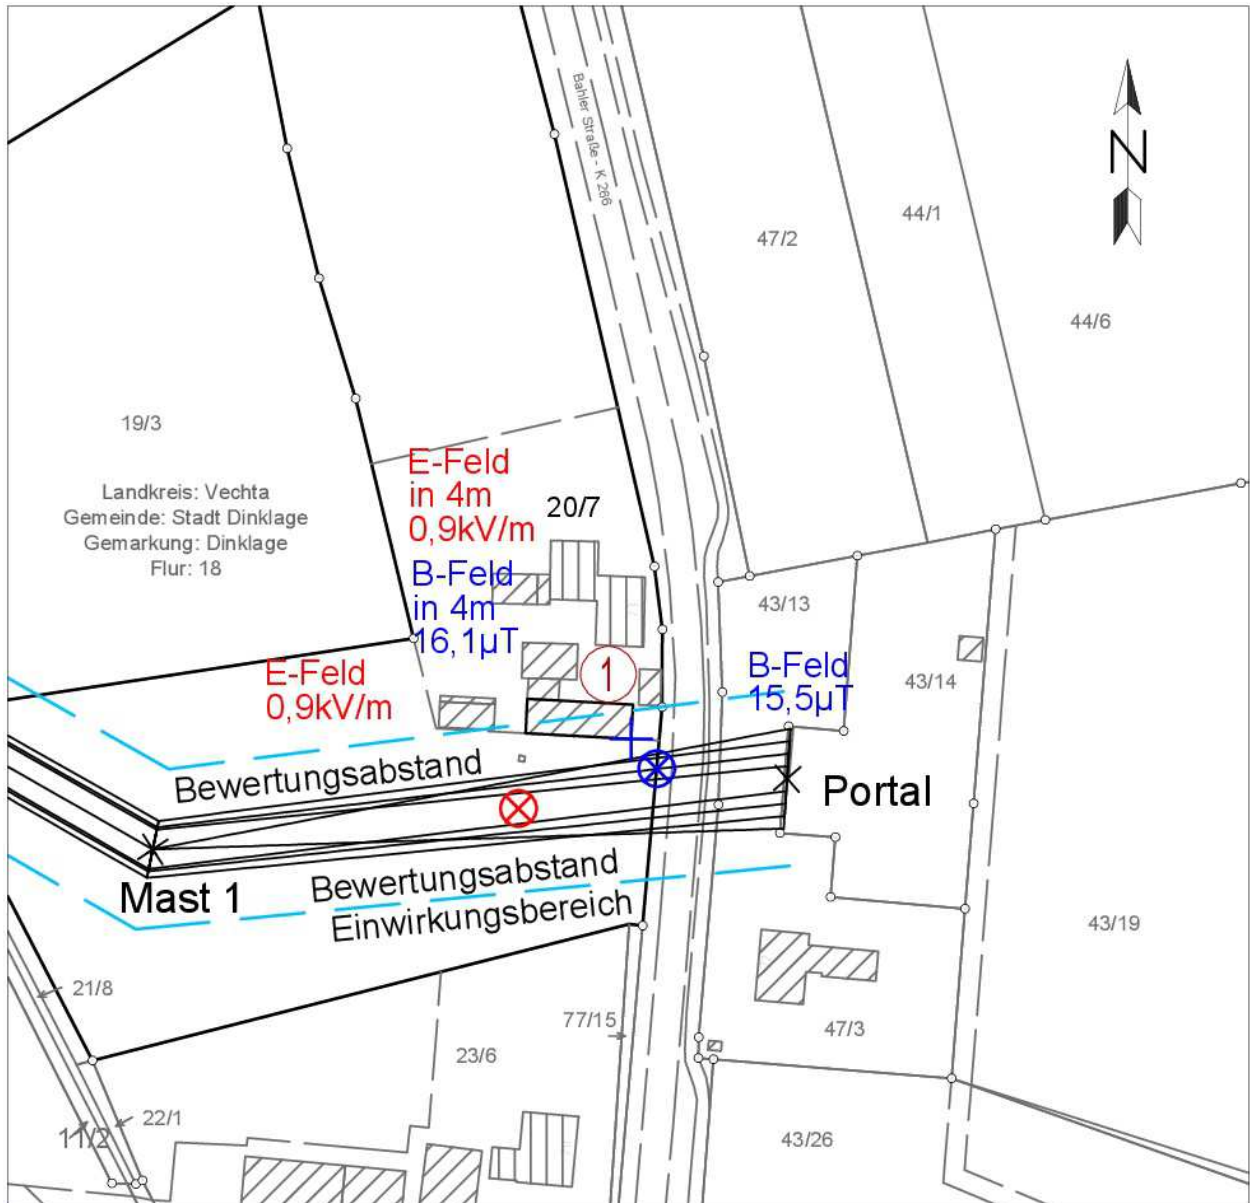 Bahler Straße - K 266
N
44/1
47/2
44/6
19/3
Landkreis: Vechta
Gemeinde: Stadt Dinklage
Gemarkung: Dinklage
Flur: 18
E-Feld
in 4m
0,9kV/m
20/7
B-Feld
in 4m
16,1µT
43/13
1
E-Feld
0,9kV/m
B-Feld
15,5µT
43/14
Bewertungsabstand
Portal
Mast 1
Bewertungsabstand
Einwirkungsbereich
43/19
21/8
77/15
47/3
23/6
22/1
11/2
43/26